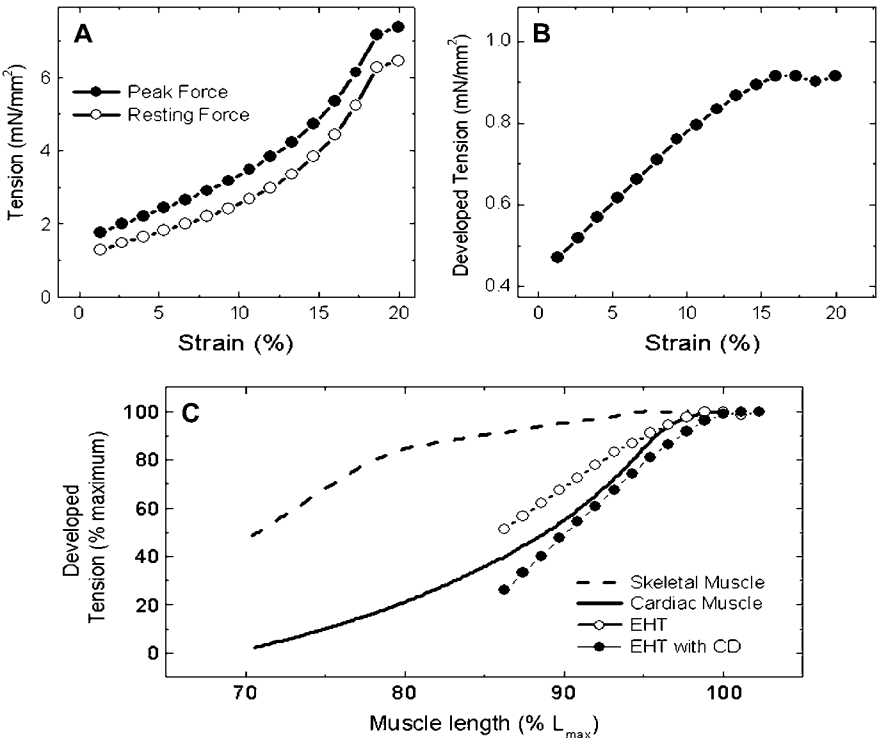 A
Peak Force
Resting Force
Tension (mN/mm²)
6
4
2
0
0 5 10 15 20
Strain (%)
B
Developed Tension (mN/mm²)
1.0
0.8
0.6
0.4
0 5 10 15 20
Strain (%)
C
Developed
Tension (% maximum)
100
80
60
40
20
0
Skeletal Muscle
Cardiac Muscle
EHT
EHT with CD
70 80 90 100
Muscle length (% Lmax)